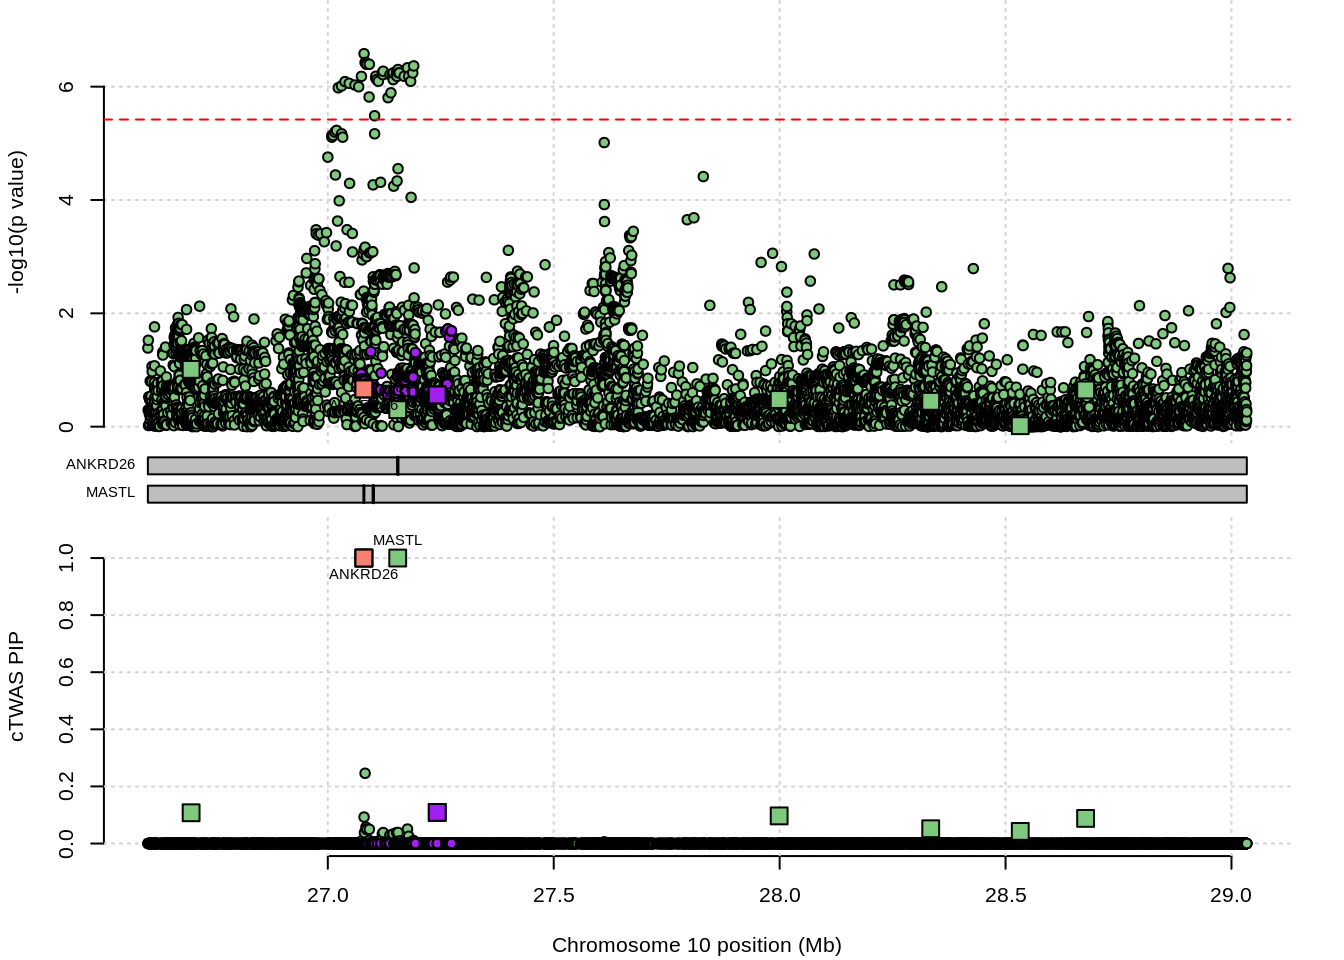 -log10(p value)
6
4
2
0
ANKRD26
MASTL
MASTL
ANKRD26
cTWAS PIP
1.0
0.8
0.6
0.4
0.2
0.0
27.0 27.5 28.0 28.5 29.0
Chromosome 10 position (Mb)